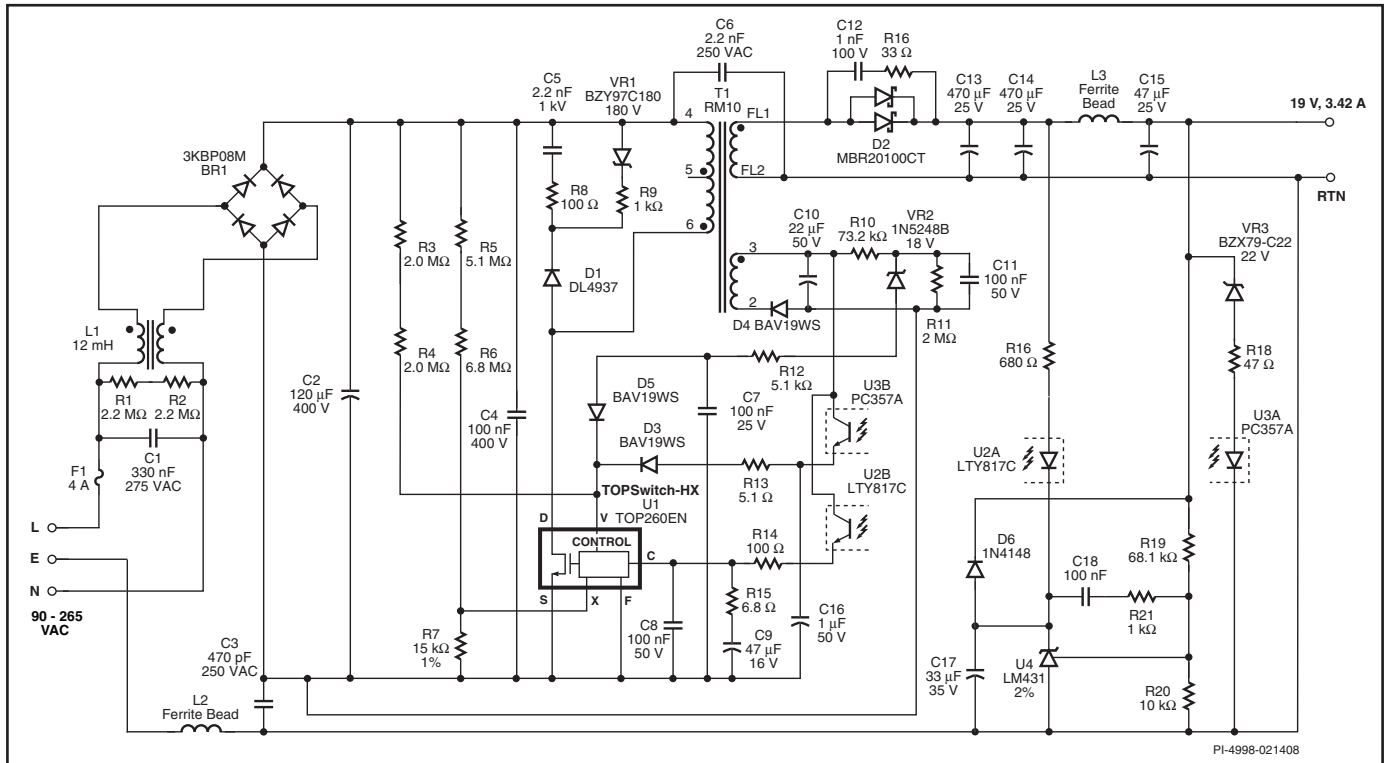 C6
2.2 nF
250 VAC
C12
1 nF
100 V
R16
33 Ω
C5
2.2 nF
1 kV
VR1
BZY97C180
180 V
T1
RM10
C13
470 µF
25 V
C14
470 µF
25 V
L3
Ferrite
Bead
C15
47 µF
25 V
19 V, 3.42 A
4
FL1
D2
MBR20100CT
3KBP08M
BR1
5
FL2
RTN
R8
100 Ω
R9
1 kΩ
6
C10
22 µF
50 V
R10
73.2 kΩ
VR2
1N5248B
18 V
VR3
BZX79-C22
22 V
R3
2.0 MΩ
R5
5.1 MΩ
D1
DL4937
3
2
C11
100 nF
50 V
D4 BAV19WS
R11
2 MΩ
L1
12 mH
R4
2.0 MΩ
R6
6.8 MΩ
R12
5.1 kΩ
R16
680 Ω
R18
47 Ω
R1
2.2 MΩ
R2
2.2 MΩ
C2
120 µF
400 V
C4
100 nF
400 V
D5
BAV19WS
C7
100 nF
25 V
U3B
PC357A
U3A
PC357A
C1
330 nF
275 VAC
F1
4 A
D3
BAV19WS
R13
5.1 Ω
U2B
LTY817C
U2A
LTY817C
TOPSwitch-HX
U1
TOP260EN
L
E
N
90 - 265
VAC
D
V
CONTROL
C
S
X
F
R14
100 Ω
D6
1N4148
R19
68.1 kΩ
C18
100 nF
R21
1 kΩ
R15
6.8 Ω
C16
1 µF
50 V
R7
15 kΩ
1%
C8
100 nF
50 V
C9
47 µF
16 V
C3
470 pF
250 VAC
C17
33 µF
35 V
U4
LM431
2%
R20
10 kΩ
L2
Ferrite Bead
PI-4998-021408